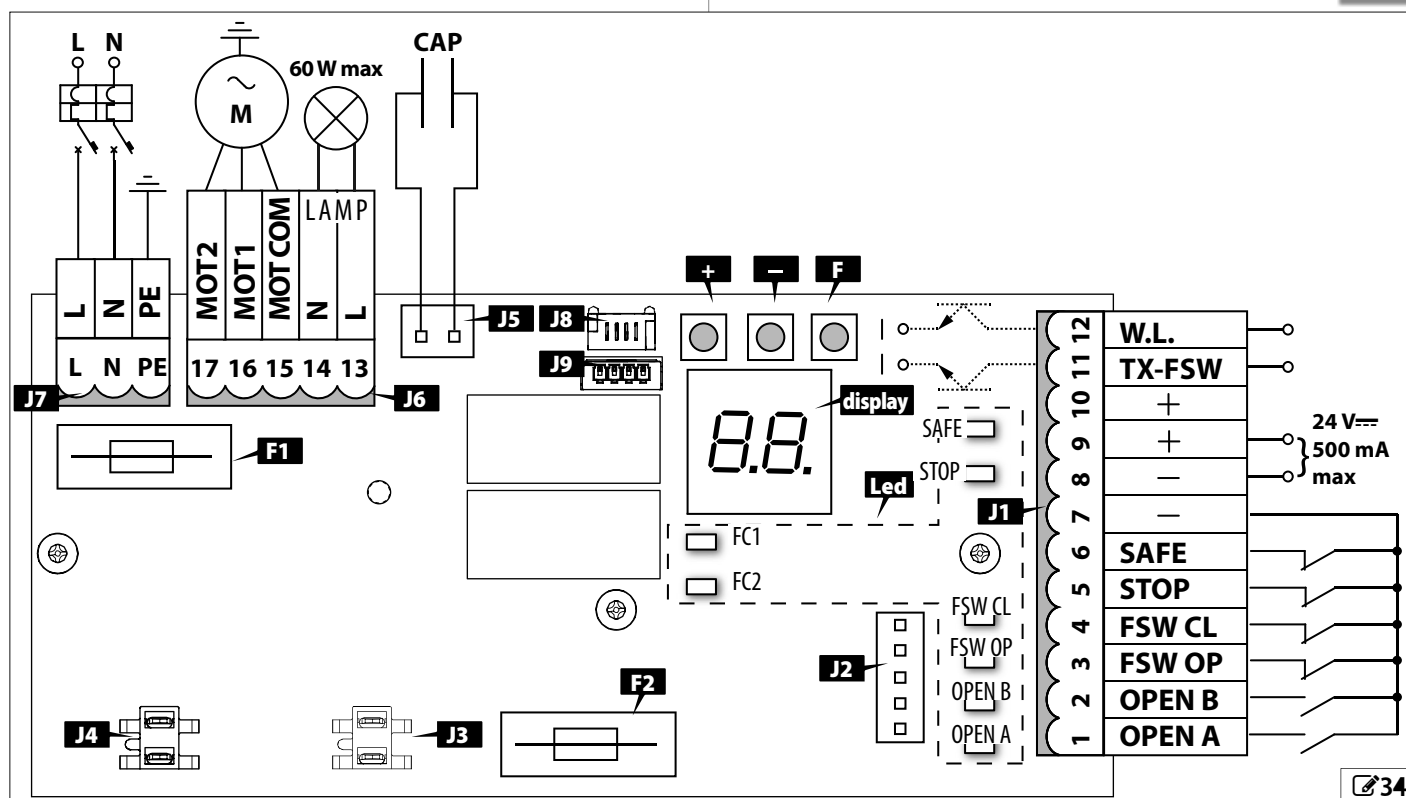 L N
CAP
60 W max
M
LAMP
L N PE
MOT2 MOT1 MOT COM N L
L N PE
17 16 15 14 13
J7
J6
J5
J8
J9
+ − F
display
88.
8.8.
F1
Led
SAFE
STOP
FC1
FC2
FSW CL
FSW OP
OPEN B
OPEN A
J1
J2
F2
J4
J3
12 W.L.
11 TX-FSW
10 +
9 +
8 −
7 −
6 SAFE
5 STOP
4 FSW CL
3 FSW OP
2 OPEN B
1 OPEN A
24 V
500 mA
max
34